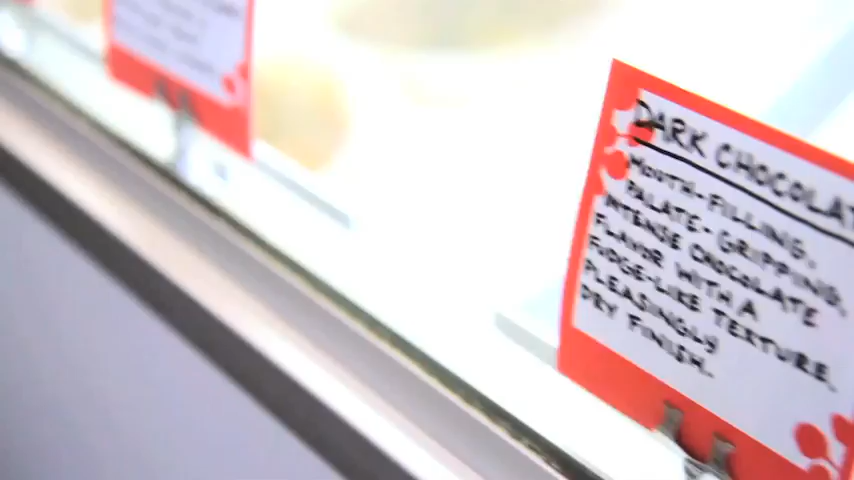 DARK CHOCOLAT
MOUTH-FILLING,
PALATE-GRIPPING,
INTENSE CHOCOLATE
FLAVOR WITH A
FUDGE-LIKE TEXTURE,
PLEASINGLY
DRY FINISH.